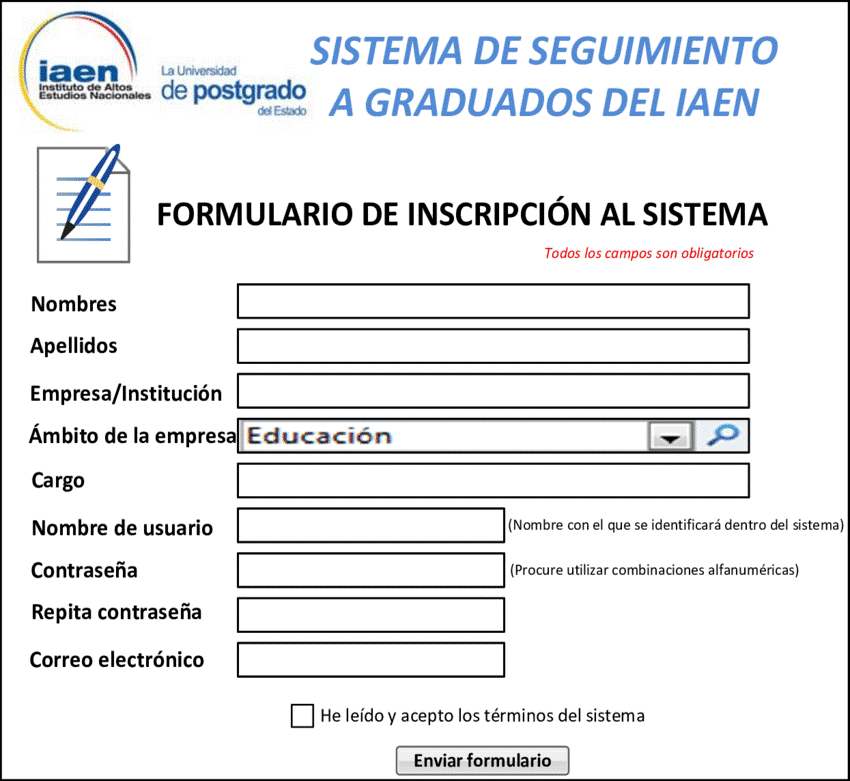 iaen
Instituto de Altos
Estudios Nacionales
La Universidad
de postgrado
del Estado
SISTEMA DE SEGUIMIENTO
A GRADUADOS DEL IAEN
FORMULARIO DE INSCRIPCIÓN AL SISTEMA
Todos los campos son obligatorios
Nombres
Apellidos
Empresa/Institución
Ámbito de la empresa Educación
Cargo
Nombre de usuario (Nombre con el que se identificará dentro del sistema)
Contraseña (Procure utilizar combinaciones alfanuméricas)
Repita contraseña
Correo electrónico
He leído y acepto los términos del sistema
Enviar formulario